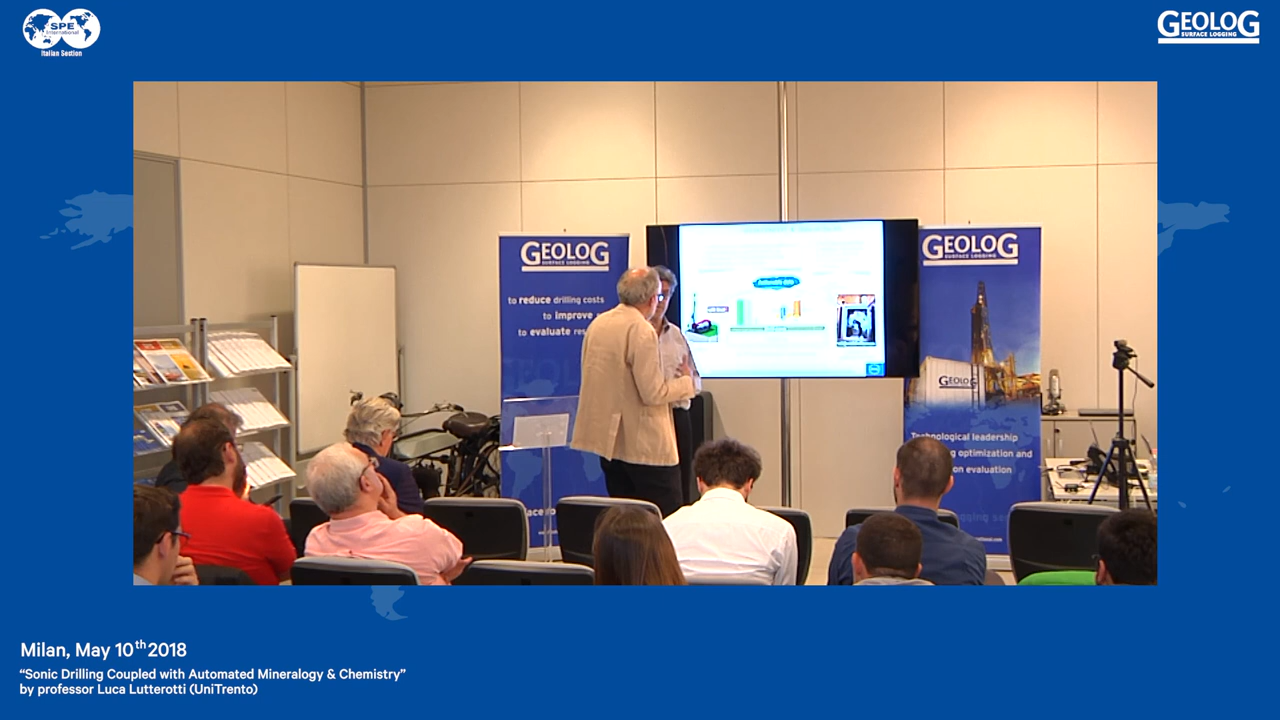 SPE
International
Italian Section
GEOLOG
SURFACE LOGGING
GEOLOG
SURFACE LOGGING
to reduce drilling costs
to improve
to evaluate
GEOLOG
SURFACE LOGGING
GEOLOG
Technological leadership
optimization and
on evaluation
Milan, May 10th 2018
“Sonic Drilling Coupled with Automated Mineralogy & Chemistry”
by professor Luca Lutterotti (UniTrento)